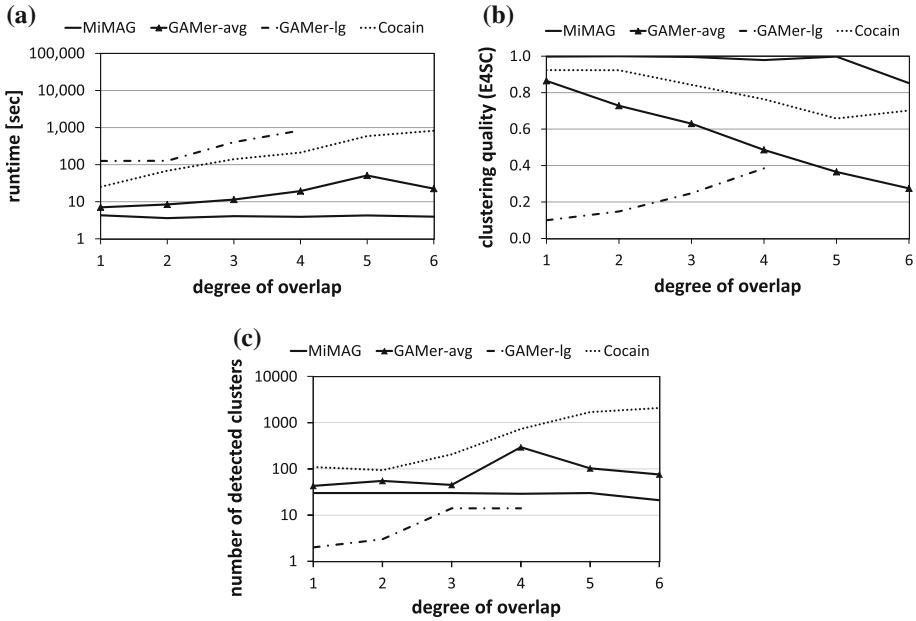 (a)
MiMAG GAMer-avg GAMer-lg Cocain
runtime [sec]
100,000
10,000
1,000
100
10
1
1 2 3 4 5 6
degree of overlap
(b)
MiMAG GAMer-avg GAMer-lg Cocain
clustering quality (E4SC)
1.0
0.8
0.6
0.4
0.2
0.0
1 2 3 4 5 6
degree of overlap
(c)
MiMAG GAMer-avg GAMer-lg Cocain
number of detected clusters
10000
1000
100
10
1
1 2 3 4 5 6
degree of overlap